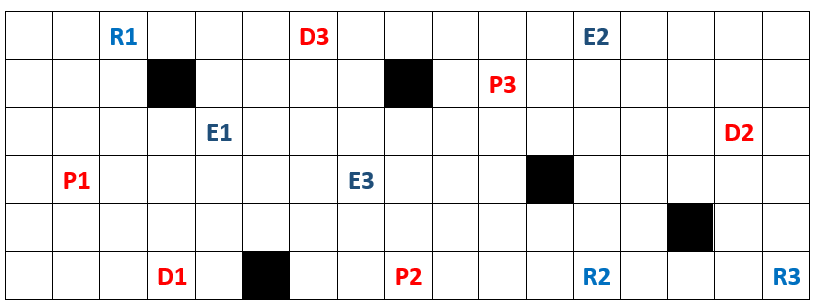 R1 D3 E2
P3
E1 D2
P1 E3
D1 P2 R2 R3